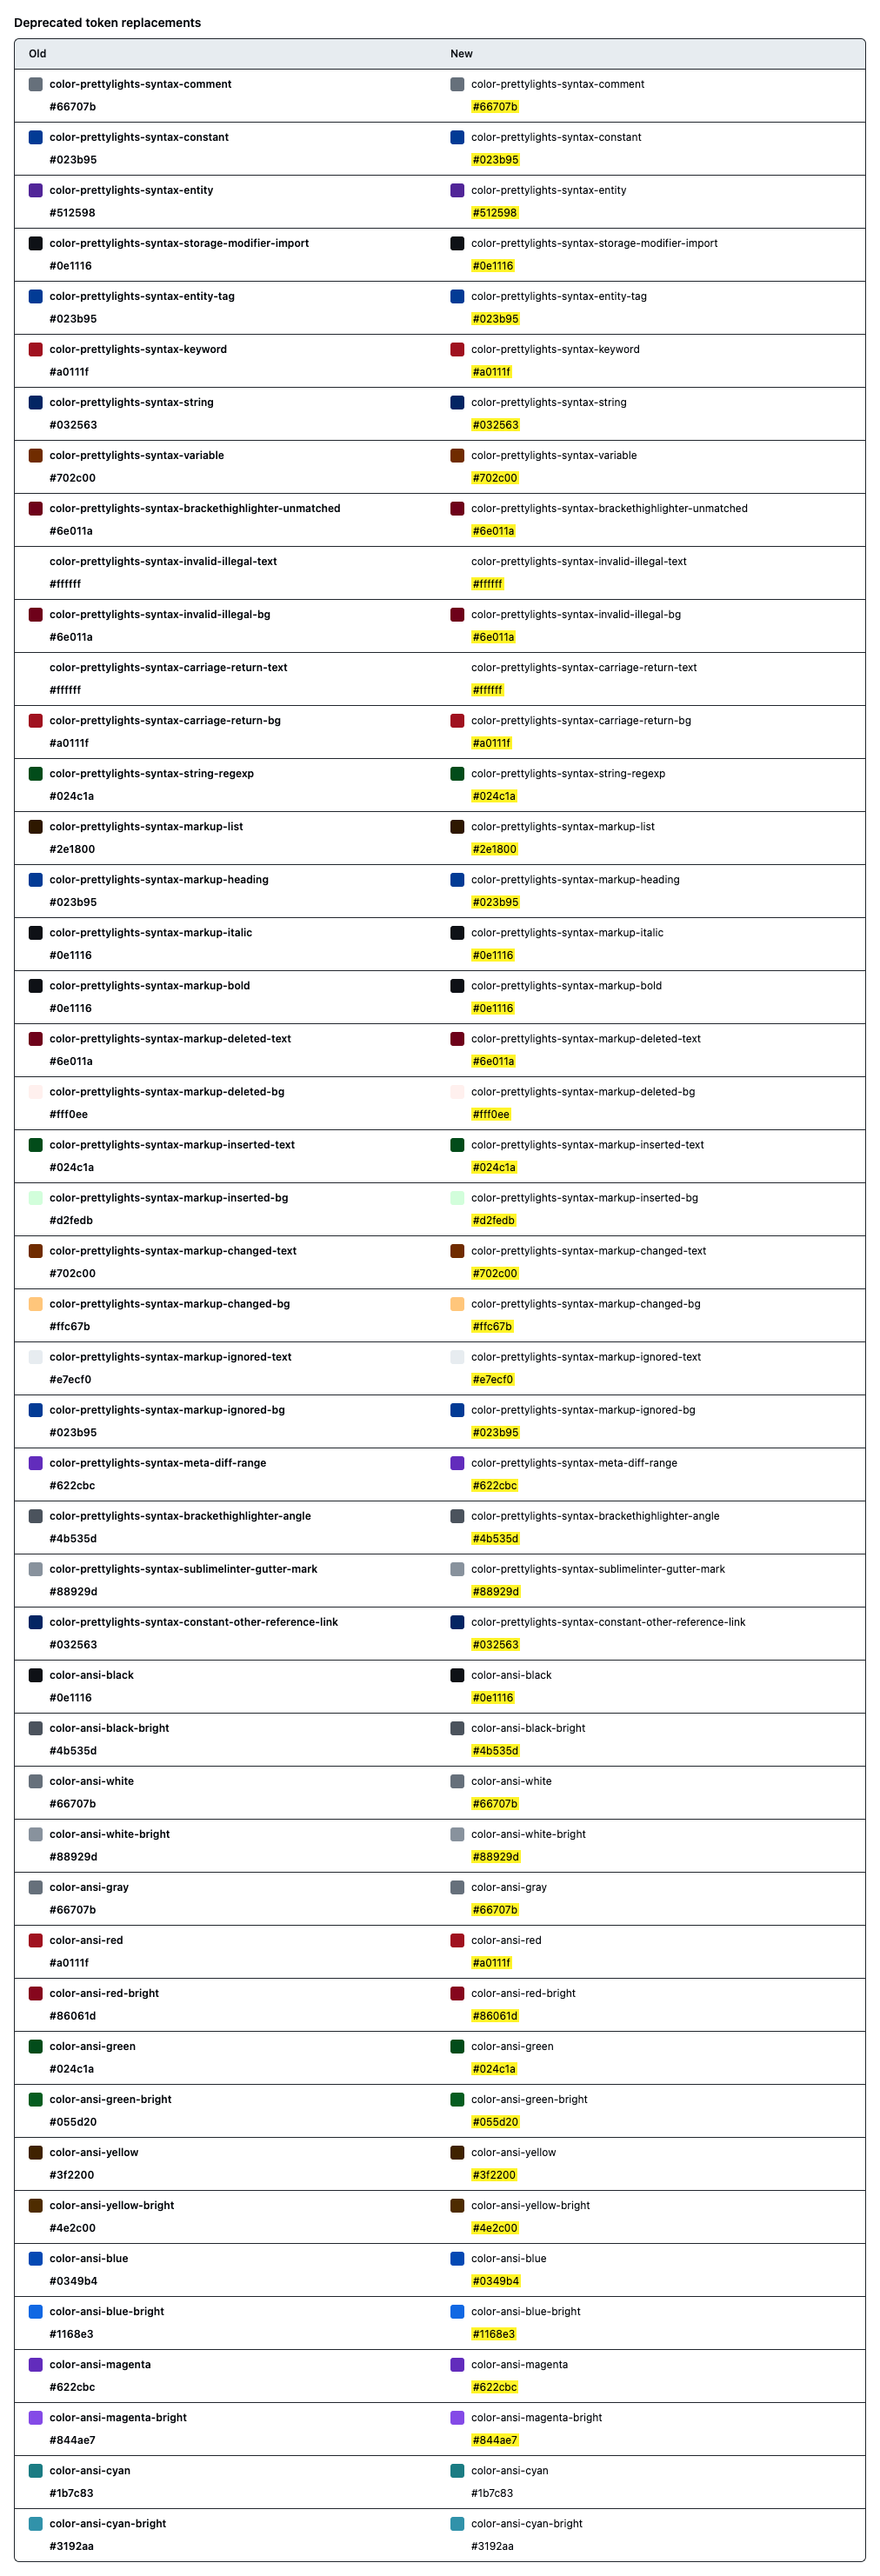 Deprecated token replacements
Old New
color-prettylights-syntax-comment color-prettylights-syntax-comment
#66707b #66707b
color-prettylights-syntax-constant color-prettylights-syntax-constant
#023b95 #023b95
color-prettylights-syntax-entity color-prettylights-syntax-entity
#512598 #512598
color-prettylights-syntax-storage-modifier-import color-prettylights-syntax-storage-modifier-import
#0e1116 #0e1116
color-prettylights-syntax-entity-tag color-prettylights-syntax-entity-tag
#023b95 #023b95
color-prettylights-syntax-keyword color-prettylights-syntax-keyword
#a0111f #a0111f
color-prettylights-syntax-string color-prettylights-syntax-string
#032563 #032563
color-prettylights-syntax-variable color-prettylights-syntax-variable
#702c00 #702c00
color-prettylights-syntax-brackethighlighter-unmatched color-prettylights-syntax-brackethighlighter-unmatched
#6e011a #6e011a
color-prettylights-syntax-invalid-illegal-text color-prettylights-syntax-invalid-illegal-text
#ffffff #ffffff
color-prettylights-syntax-invalid-illegal-bg color-prettylights-syntax-invalid-illegal-bg
#6e011a #6e011a
color-prettylights-syntax-carriage-return-text color-prettylights-syntax-carriage-return-text
#ffffff #ffffff
color-prettylights-syntax-carriage-return-bg color-prettylights-syntax-carriage-return-bg
#a0111f #a0111f
color-prettylights-syntax-string-regexp color-prettylights-syntax-string-regexp
#024c1a #024c1a
color-prettylights-syntax-markup-list color-prettylights-syntax-markup-list
#2e1800 #2e1800
color-prettylights-syntax-markup-heading color-prettylights-syntax-markup-heading
#023b95 #023b95
color-prettylights-syntax-markup-italic color-prettylights-syntax-markup-italic
#0e1116 #0e1116
color-prettylights-syntax-markup-bold color-prettylights-syntax-markup-bold
#0e1116 #0e1116
color-prettylights-syntax-markup-deleted-text color-prettylights-syntax-markup-deleted-text
#6e011a #6e011a
color-prettylights-syntax-markup-deleted-bg color-prettylights-syntax-markup-deleted-bg
#fff0ee #fff0ee
color-prettylights-syntax-markup-inserted-text color-prettylights-syntax-markup-inserted-text
#024c1a #024c1a
color-prettylights-syntax-markup-inserted-bg color-prettylights-syntax-markup-inserted-bg
#d2fedb #d2fedb
color-prettylights-syntax-markup-changed-text color-prettylights-syntax-markup-changed-text
#702c00 #702c00
color-prettylights-syntax-markup-changed-bg color-prettylights-syntax-markup-changed-bg
#ffc67b #ffc67b
color-prettylights-syntax-markup-ignored-text color-prettylights-syntax-markup-ignored-text
#e7ecf0 #e7ecf0
color-prettylights-syntax-markup-ignored-bg color-prettylights-syntax-markup-ignored-bg
#023b95 #023b95
color-prettylights-syntax-meta-diff-range color-prettylights-syntax-meta-diff-range
#622cbc #622cbc
color-prettylights-syntax-brackethighlighter-angle color-prettylights-syntax-brackethighlighter-angle
#4b535d #4b535d
color-prettylights-syntax-sublimelinter-gutter-mark color-prettylights-syntax-sublimelinter-gutter-mark
#88929d #88929d
color-prettylights-syntax-constant-other-reference-link color-prettylights-syntax-constant-other-reference-link
#032563 #032563
color-ansi-black color-ansi-black
#0e1116 #0e1116
color-ansi-black-bright color-ansi-black-bright
#4b535d #4b535d
color-ansi-white color-ansi-white
#66707b #66707b
color-ansi-white-bright color-ansi-white-bright
#88929d #88929d
color-ansi-gray color-ansi-gray
#66707b #66707b
color-ansi-red color-ansi-red
#a0111f #a0111f
color-ansi-red-bright color-ansi-red-bright
#86061d #86061d
color-ansi-green color-ansi-green
#024c1a #024c1a
color-ansi-green-bright color-ansi-green-bright
#055d20 #055d20
color-ansi-yellow color-ansi-yellow
#3f2200 #3f2200
color-ansi-yellow-bright color-ansi-yellow-bright
#4e2c00 #4e2c00
color-ansi-blue color-ansi-blue
#0349b4 #0349b4
color-ansi-blue-bright color-ansi-blue-bright
#1168e3 #1168e3
color-ansi-magenta color-ansi-magenta
#622cbc #622cbc
color-ansi-magenta-bright color-ansi-magenta-bright
#844ae7 #844ae7
color-ansi-cyan color-ansi-cyan
#1b7c83 #1b7c83
color-ansi-cyan-bright color-ansi-cyan-bright
#3192aa #3192aa